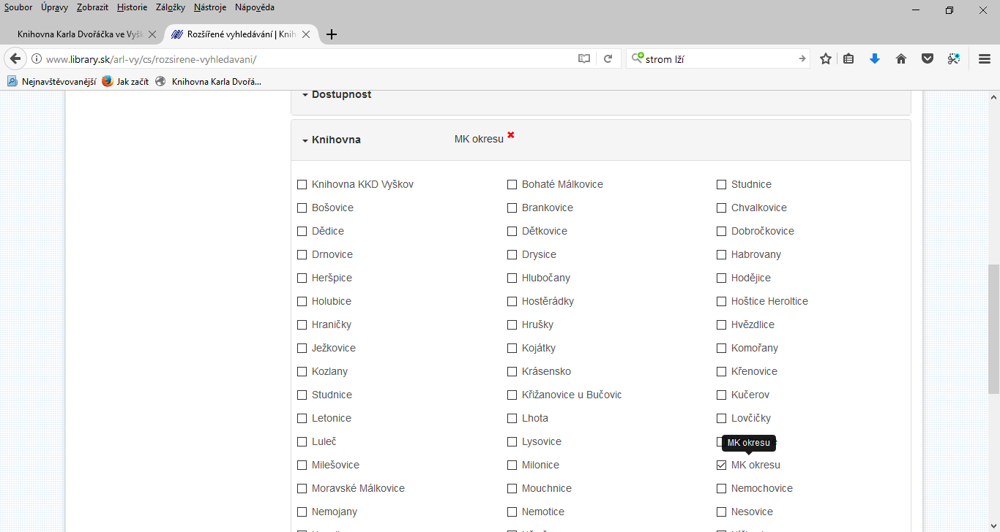 Soubor Úpravy Zobrazit Historie Záložky Nástroje Nápověda
Knihovna Karla Dvořáčka ve Vyšk
Rozšířené vyhledávání | Knih
www.library.sk/arl-vy/cs/rozsirene-vyhledavani/
strom lží
Nejnavštěvovanější Jak začít Knihovna Karla Dvořá...
Dostupnost
Knihovna MK okresu
Knihovna KKD Vyškov Bohaté Málkovice Studnice
Bošovice Brankovice Chvalkovice
Dědice Dětkovice Dobročkovice
Drnovice Drysice Habrovany
Heršpice Hlubočany Hodějice
Holubice Hostěrádky Hoštice Heroltice
Hraničky Hrušky Hvězdlice
Ježkovice Kojátky Komořany
Kozlany Krásensko Křenovice
Studnice Křižanovice u Bučovic Kučerov
Letonice Lhota Lovčičky
Luleč Lysovice
MK okresu
Milešovice Milonice MK okresu
Moravské Málkovice Mouchnice Nemochovice
Nemojany Nemotice Nesovice